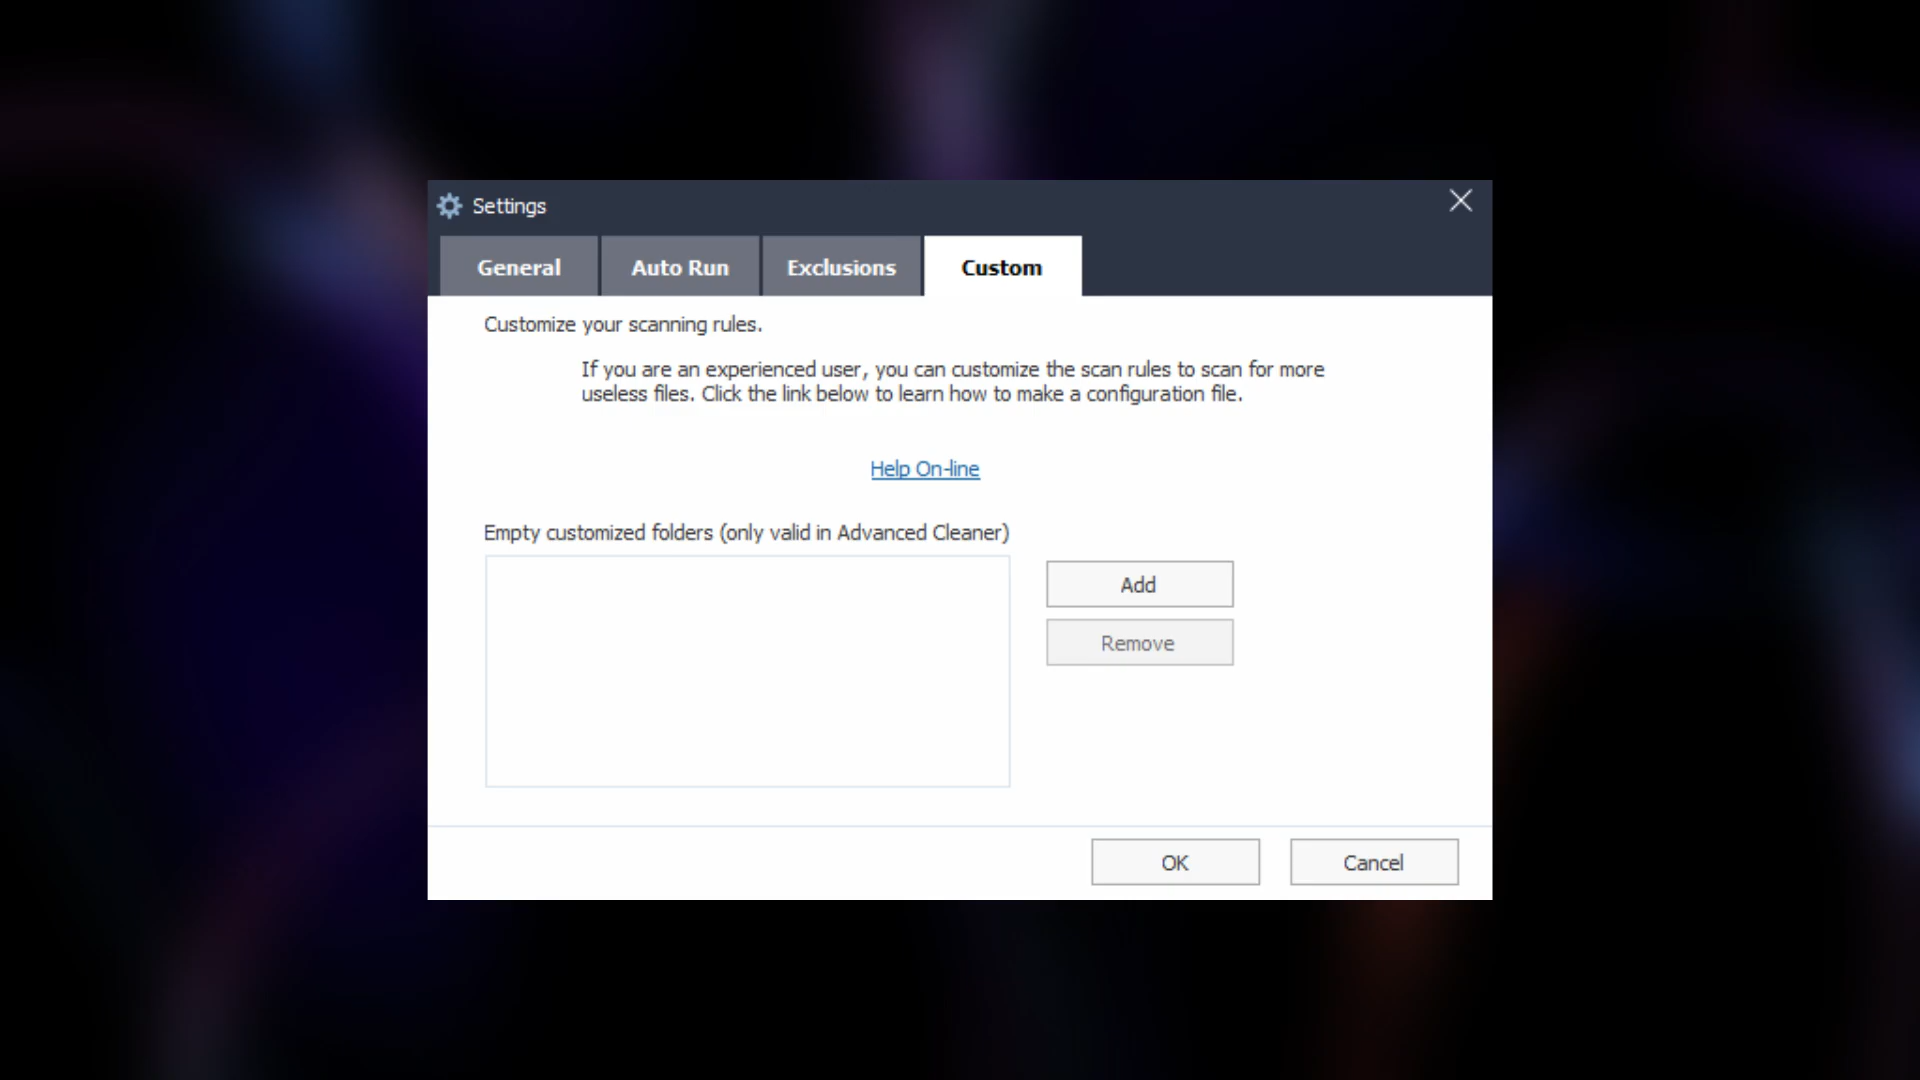 Settings
General
Auto Run
Exclusions
Custom
Customize your scanning rules.
If you are an experienced user, you can customize the scan rules to scan for more
useless files. Click the link below to learn how to make a configuration file.
Help On-line
Empty customized folders (only valid in Advanced Cleaner)
Add
Remove
OK
Cancel